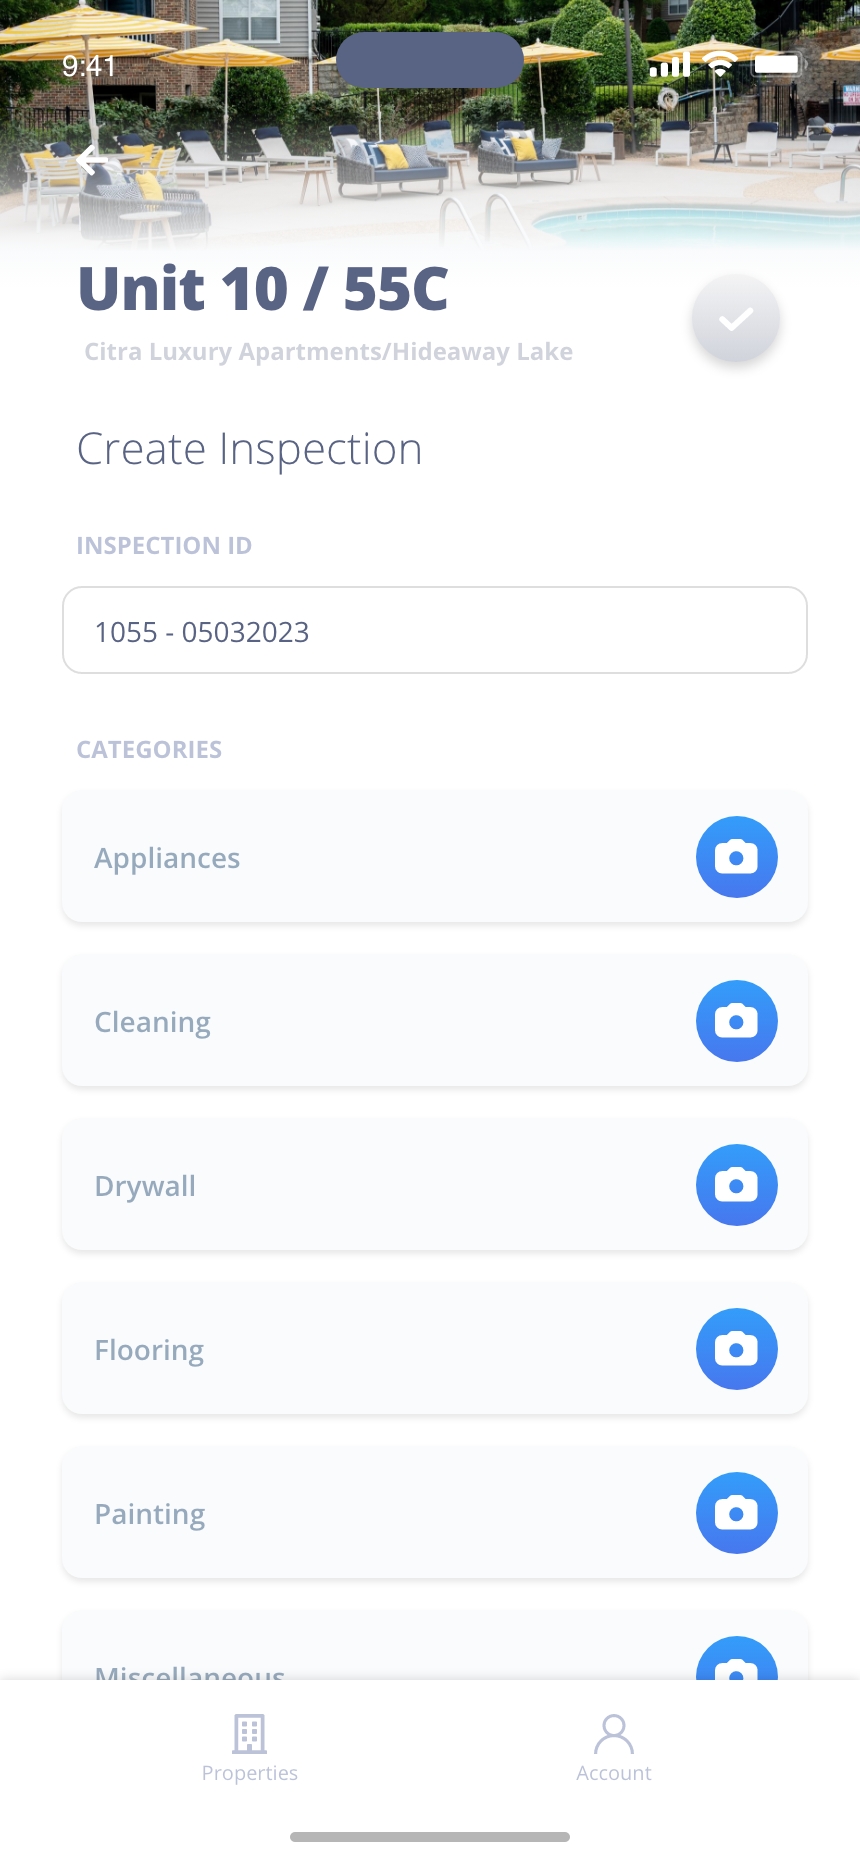 9:41
Unit 10 / 55C
Citra Luxury Apartments/Hideaway Lake
Create Inspection
INSPECTION ID
1055 - 05032023
CATEGORIES
Appliances
Cleaning
Drywall
Flooring
Painting
Miscellaneous
Properties
Account